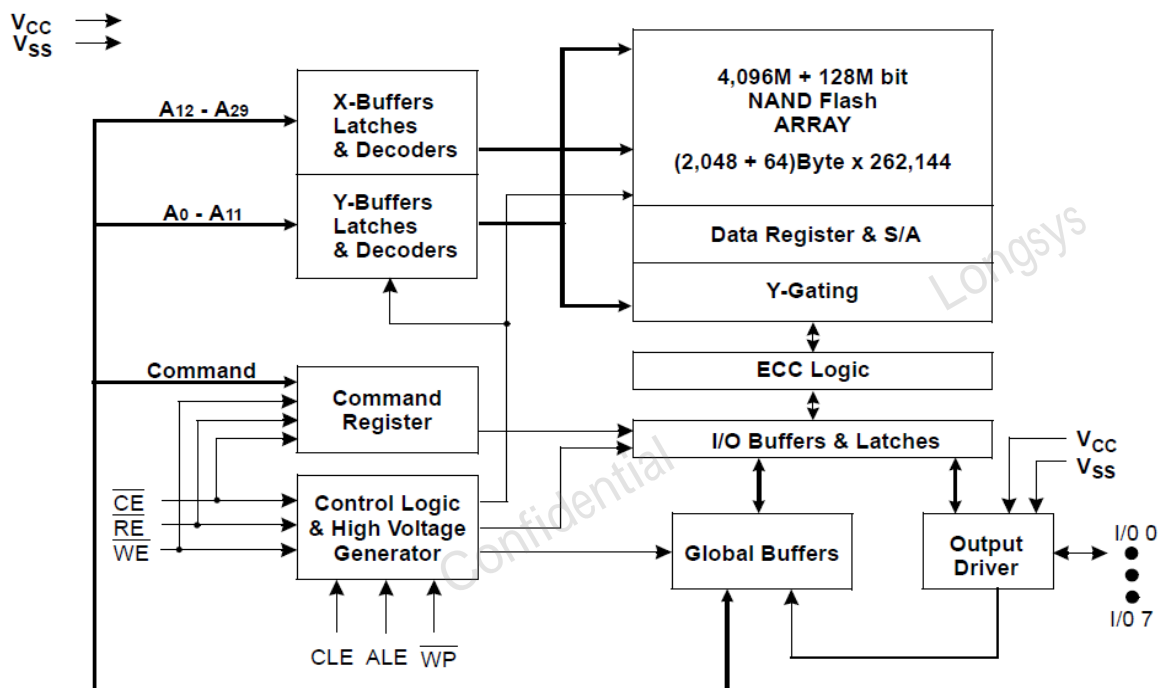 VCC
VSS
A12 - A29
X-Buffers
Latches
& Decoders
A0 - A11
Y-Buffers
Latches
& Decoders
4,096M + 128M bit
NAND Flash
ARRAY
(2,048 + 64)Byte x 262,144
Data Register & S/A
Y-Gating
Longsys
ECC Logic
Command
Command
Register
I/O Buffers & Latches
VCC
VSS
CE
RE
WE
Control Logic
& High Voltage
Generator
Confidential
Global Buffers
Output
Driver
I/0 0
I/0 7
CLE ALE WP